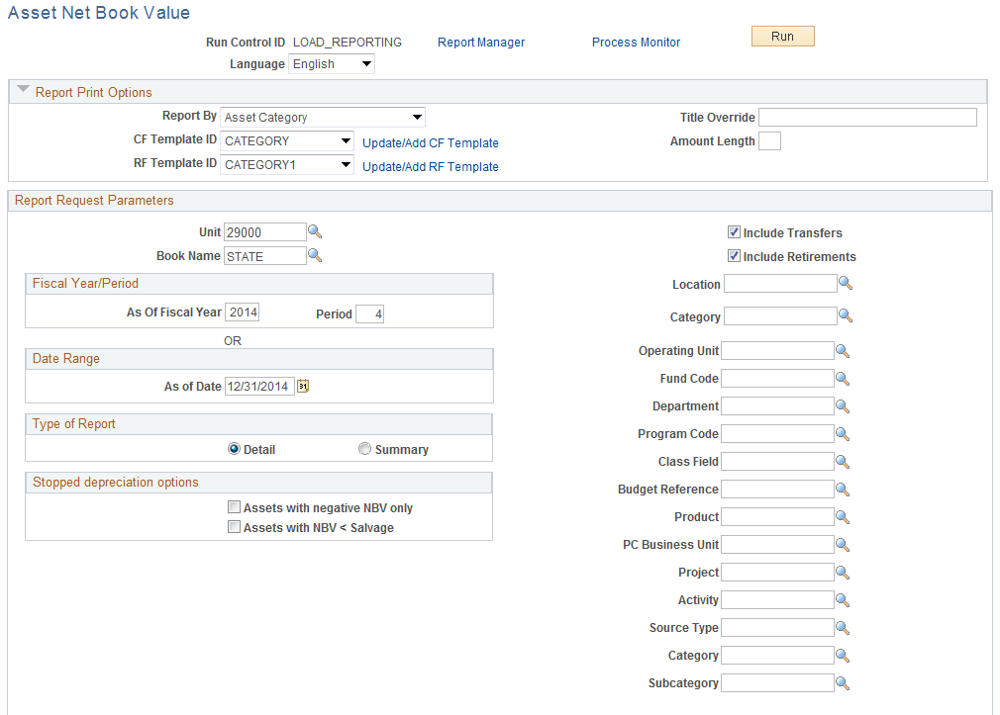 Asset Net Book Value
Run Control ID LOAD_REPORTING Report Manager Process Monitor Run
Language English
Report Print Options
Report By Asset Category Title Override
CF Template ID CATEGORY Update/Add CF Template Amount Length
RF Template ID CATEGORY1 Update/Add RF Template
Report Request Parameters
Unit 29000 Include Transfers
Book Name STATE Include Retirements
Fiscal Year/Period Location
As Of Fiscal Year 2014 Period 4 Category
OR
Date Range Operating Unit
As of Date 12/31/2014 31 Fund Code
Department
Type of Report Program Code
Detail Summary Class Field
Stopped depreciation options Budget Reference
Assets with negative NBV only Product
Assets with NBV < Salvage PC Business Unit
Project
Activity
Source Type
Category
Subcategory